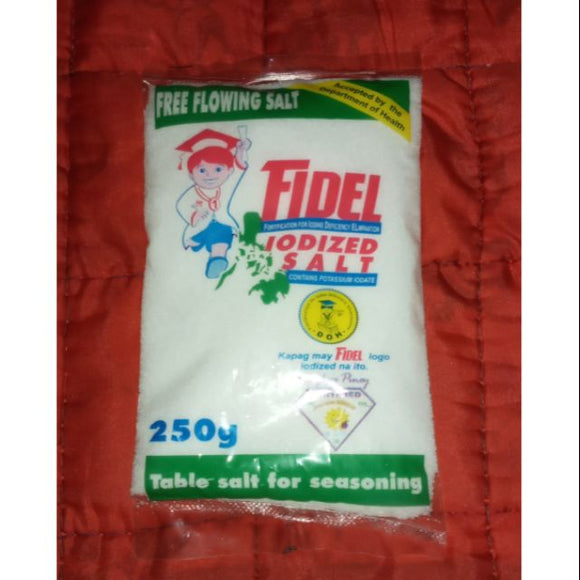 FREE FLOWING SALT
Accepted by the
Department of Health
FIDEL
FORTIFICATION FOR IODINE DEFICIENCY ELIMINATION
IODIZED
SALT
CONTAINS POTASSIUM IODATE
DOH
Kapag may FIDEL logo
iodized na ito.
Pinoy
250g
Table salt for seasoning